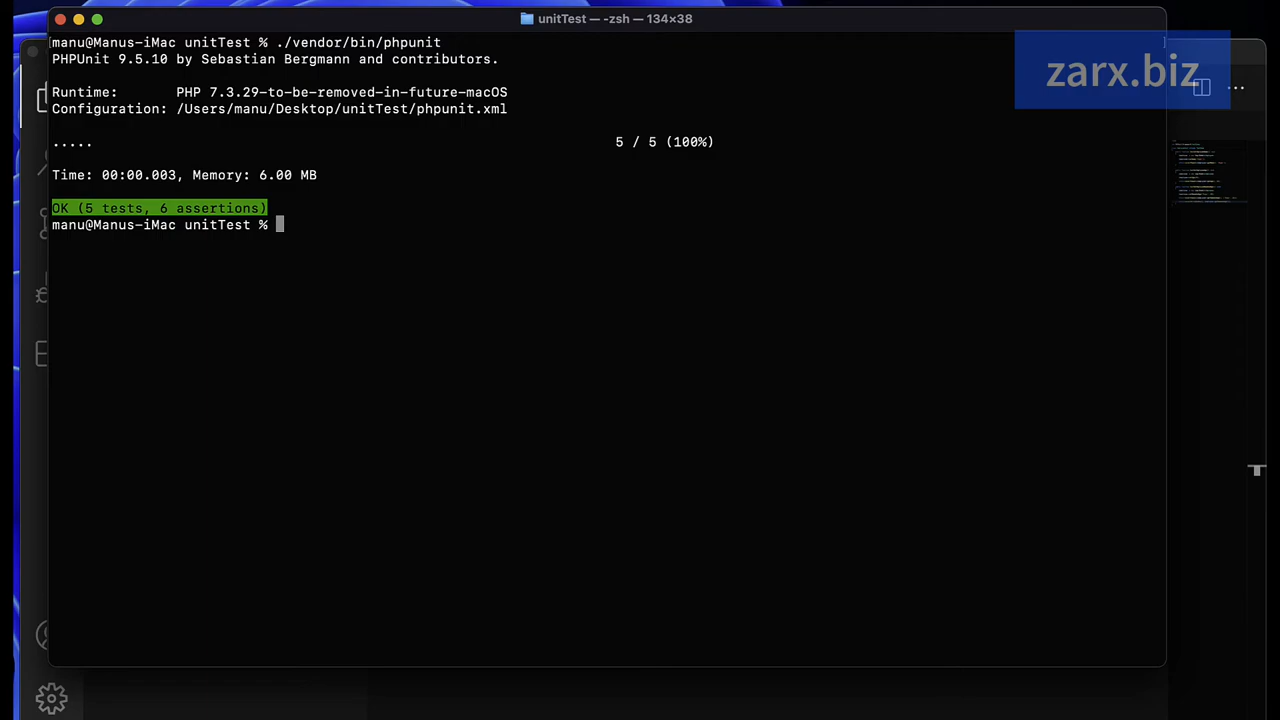 unitTest — -zsh — 134×38
manu@Manus-iMac unitTest % ./vendor/bin/phpunit
PHPUnit 9.5.10 by Sebastian Bergmann and contributors.
Runtime:       PHP 7.3.29-to-be-removed-in-future-macOS
Configuration: /Users/manu/Desktop/unitTest/phpunit.xml
.....                                                               5 / 5 (100%)
Time: 00:00.003, Memory: 6.00 MB
OK (5 tests, 6 assertions)
manu@Manus-iMac unitTest %
zarx.biz